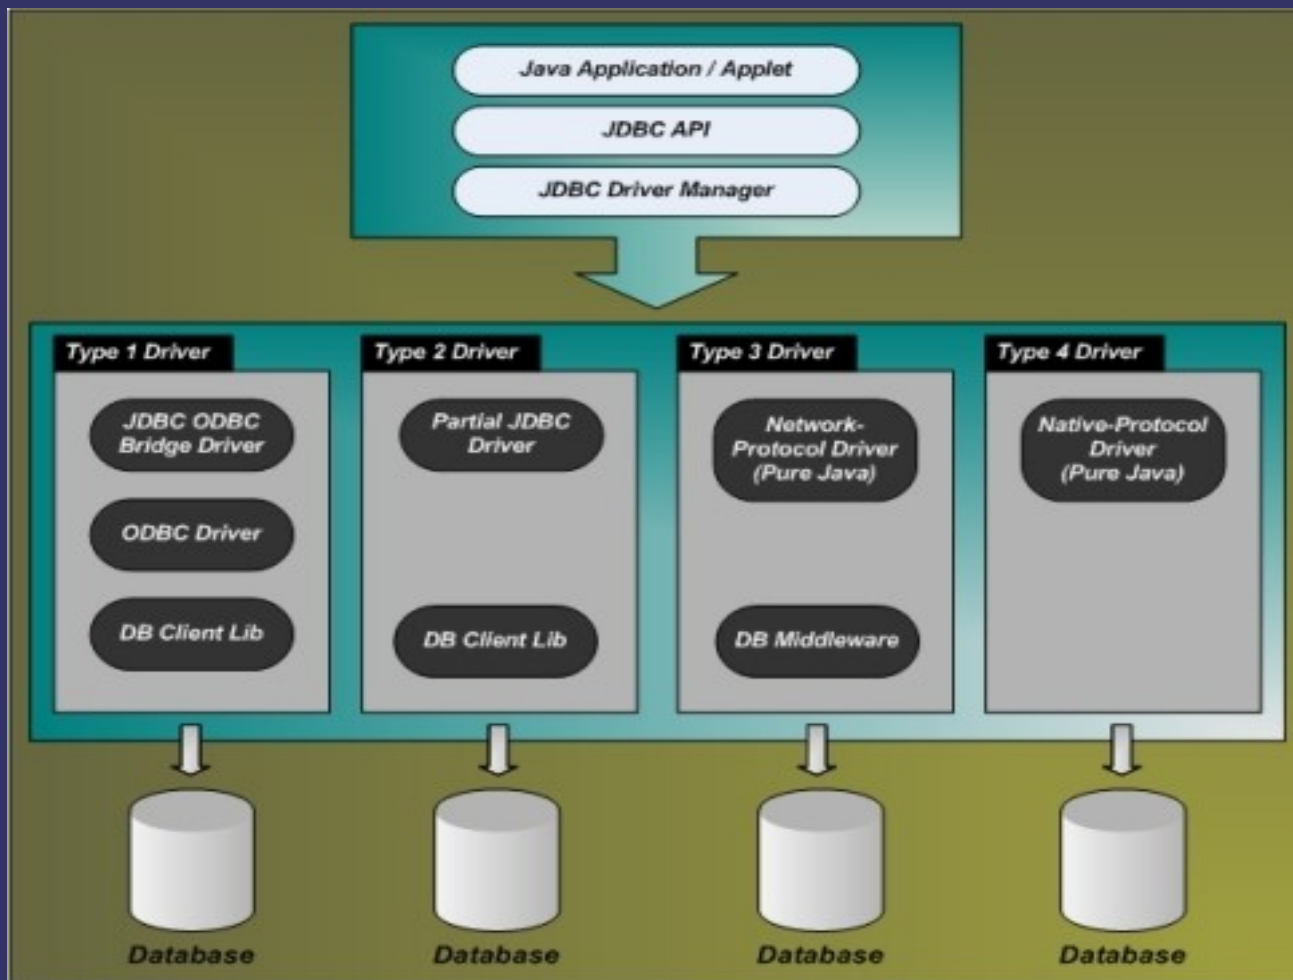 Java Application / Applet
JDBC API
JDBC Driver Manager
Type 1 Driver
JDBC ODBC
Bridge Driver
ODBC Driver
DB Client Lib
Type 2 Driver
Partial JDBC
Driver
DB Client Lib
Type 3 Driver
Network-
Protocol Driver
(Pure Java)
DB Middleware
Type 4 Driver
Native-Protocol
Driver
(Pure Java)
Database
Database
Database
Database